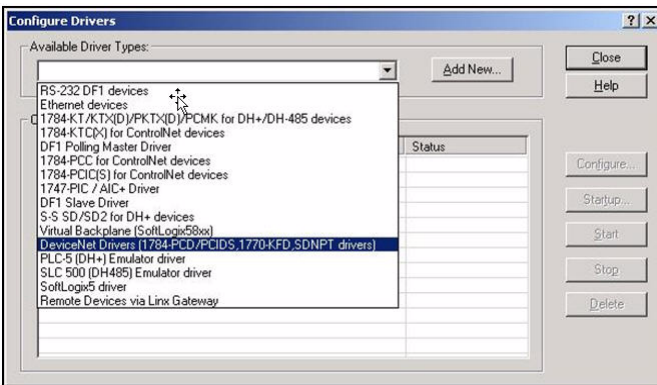 Configure Drivers
Available Driver Types:
Add New...
Close
Help
RS-232 DF1 devices
Ethernet devices
1784-KT/KTX(D)/PKTX(D)/PCMK for DH+/DH-485 devices
1784-KTC(X) for ControlNet devices
DF1 Polling Master Driver
1784-PCC for ControlNet devices
1784-PCIC(S) for ControlNet devices
1747-PIC / AIC+ Driver
DF1 Slave Driver
S-S SD/SD2 for DH+ devices
Virtual Backplane (SoftLogix58xx)
DeviceNet Drivers (1784-PCD/PCIDS,1770-KFD,SDNPT drivers)
PLC-5 (DH+) Emulator driver
SLC 500 (DH485) Emulator driver
SoftLogix5 driver
Remote Devices via Linx Gateway
Status
Configure...
Startup...
Start
Stop
Delete